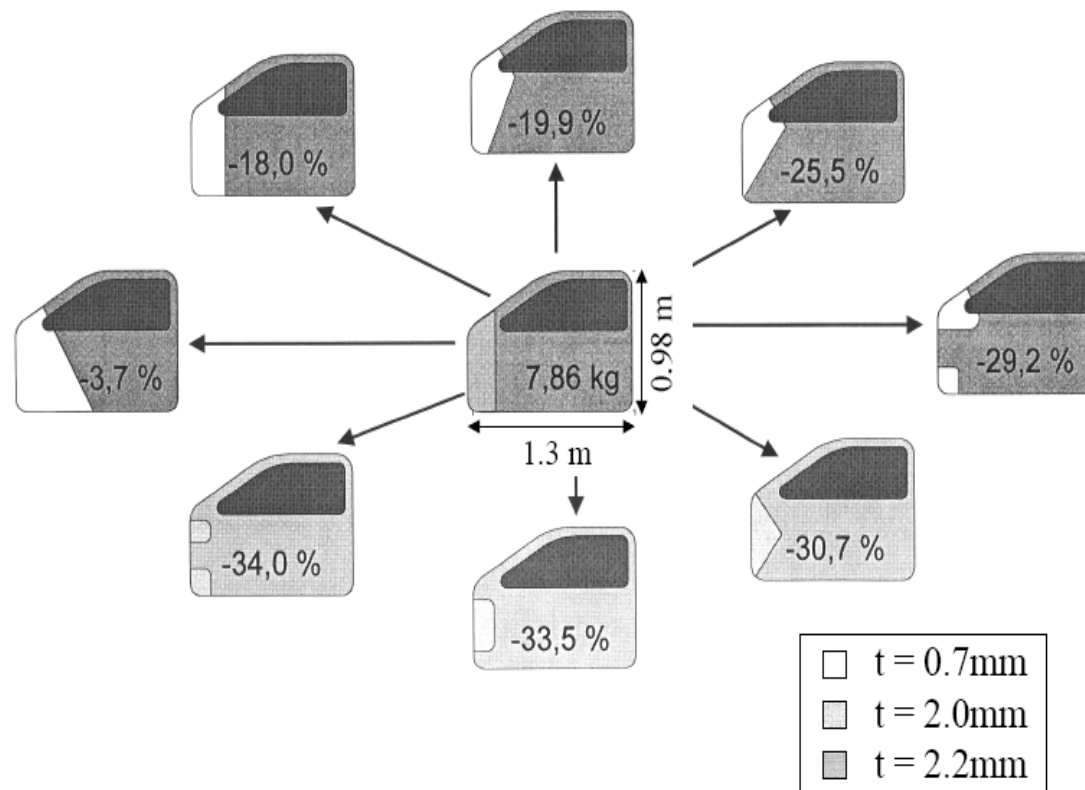 -19,9 %
-18,0 %
-25,5 %
-3,7 %
7,86 kg
0.98 m
-29,2 %
1.3 m
-34,0 %
-33,5 %
-30,7 %
t = 0.7mm
t = 2.0mm
t = 2.2mm